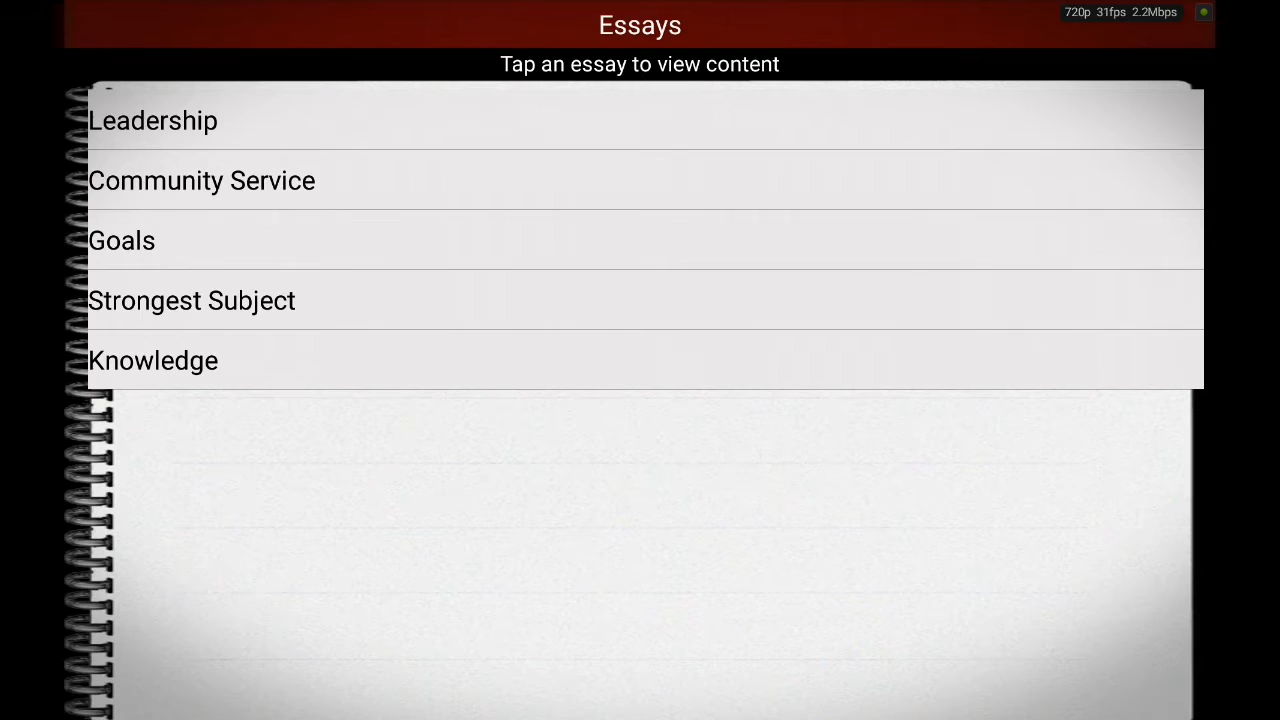 Essays
720p 31fps 2.2Mbps
Tap an essay to view content
Leadership
Community Service
Goals
Strongest Subject
Knowledge